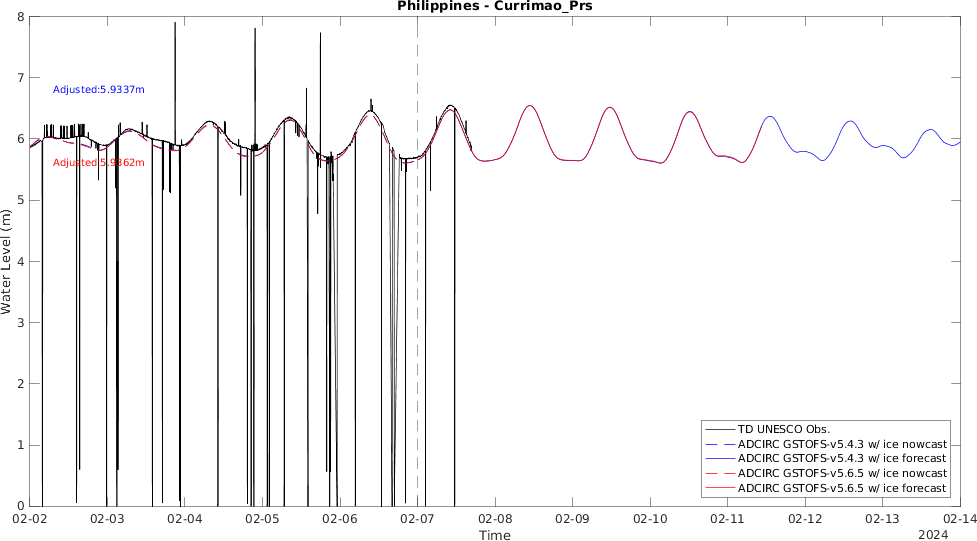 Philippines - Currimao_Prs
8
7
6
5
4
3
2
1
0
Water Level (m)
Adjusted:5.9337m
Adjusted:5.9362m
TD UNESCO Obs.
ADCIRC GSTOFS-v5.4.3 w/ ice nowcast
ADCIRC GSTOFS-v5.4.3 w/ ice forecast
ADCIRC GSTOFS-v5.6.5 w/ ice nowcast
ADCIRC GSTOFS-v5.6.5 w/ ice forecast
02-02 02-03 02-04 02-05 02-06 02-07 02-08 02-09 02-10 02-11 02-12 02-13 02-14
Time
2024